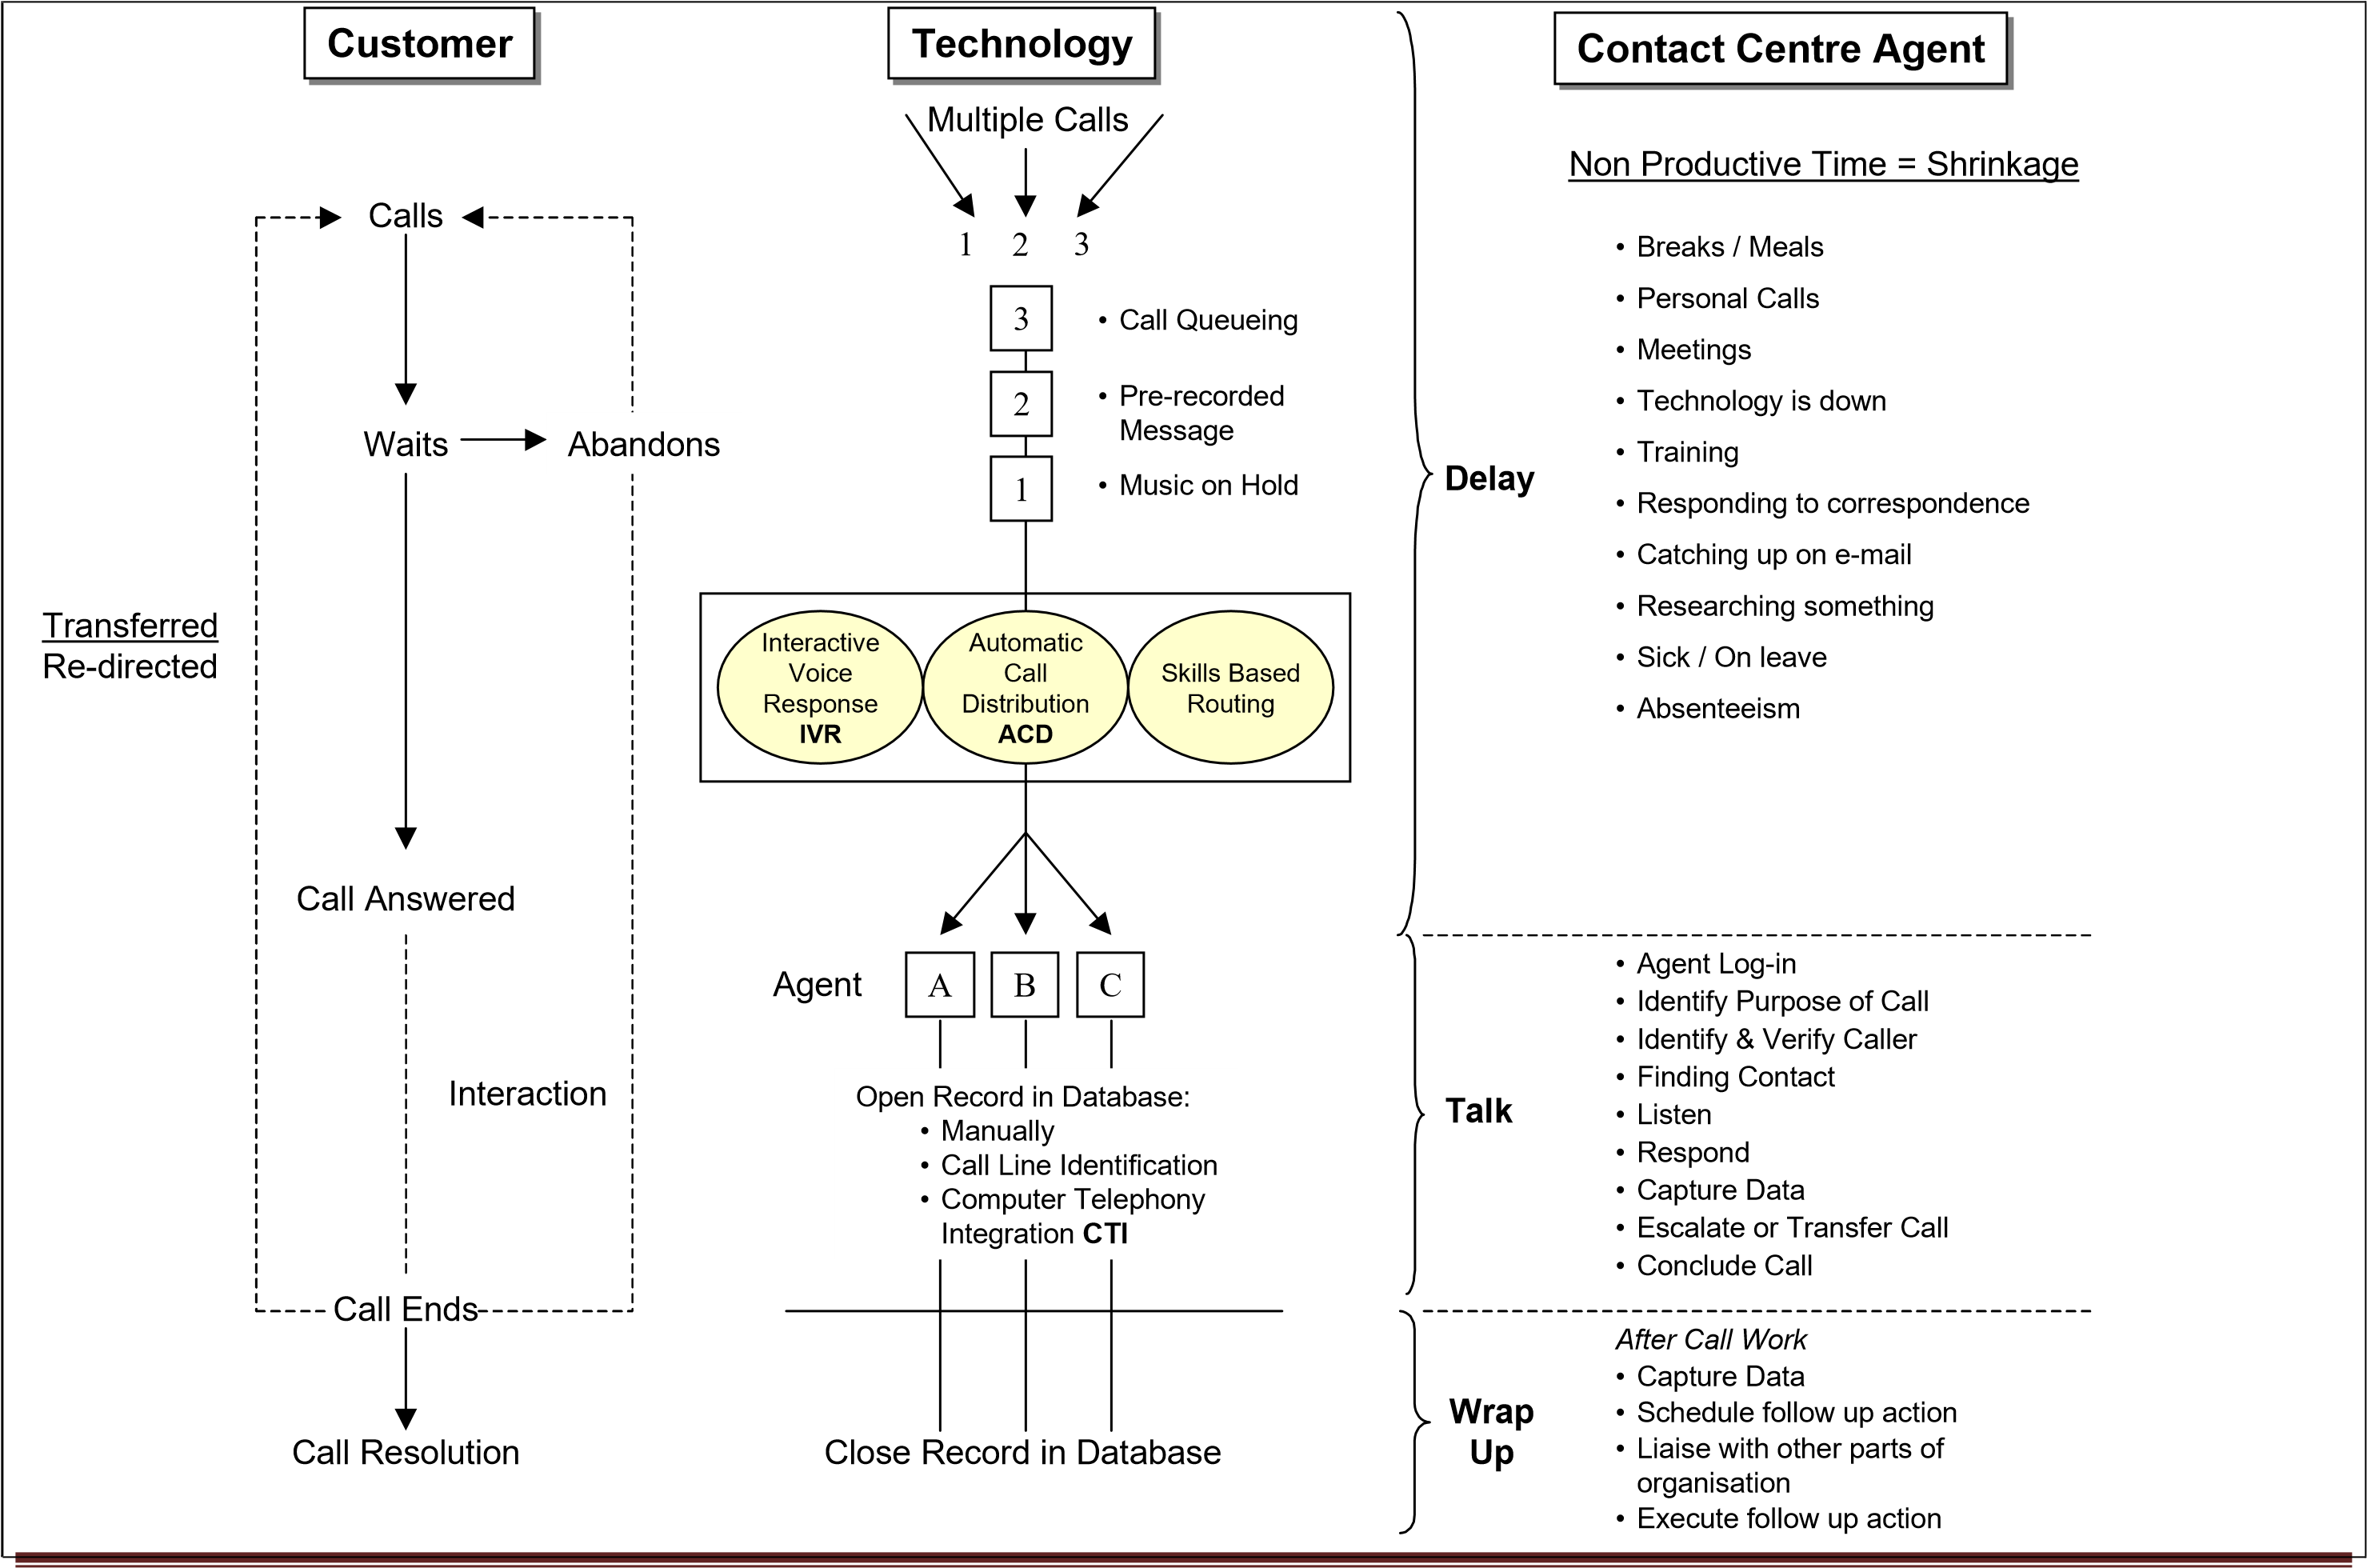 Customer
Technology
Contact Centre Agent
Transferred
Re-directed
Calls
Waits
Abandons
Call Answered
Interaction
Call Ends
Call Resolution
Multiple Calls
1 2 3
3
• Call Queueing
2
• Pre-recorded
Message
1
• Music on Hold
Interactive
Voice
Response
IVR
Automatic
Call
Distribution
ACD
Skills Based
Routing
Agent
A
B
C
Open Record in Database:
• Manually
• Call Line Identification
• Computer Telephony
Integration CTI
Close Record in Database
Delay
Non Productive Time = Shrinkage
• Breaks / Meals
• Personal Calls
• Meetings
• Technology is down
• Training
• Responding to correspondence
• Catching up on e-mail
• Researching something
• Sick / On leave
• Absenteeism
Talk
• Agent Log-in
• Identify Purpose of Call
• Identify & Verify Caller
• Finding Contact
• Listen
• Respond
• Capture Data
• Escalate or Transfer Call
• Conclude Call
Wrap
Up
After Call Work
• Capture Data
• Schedule follow up action
• Liaise with other parts of
organisation
• Execute follow up action